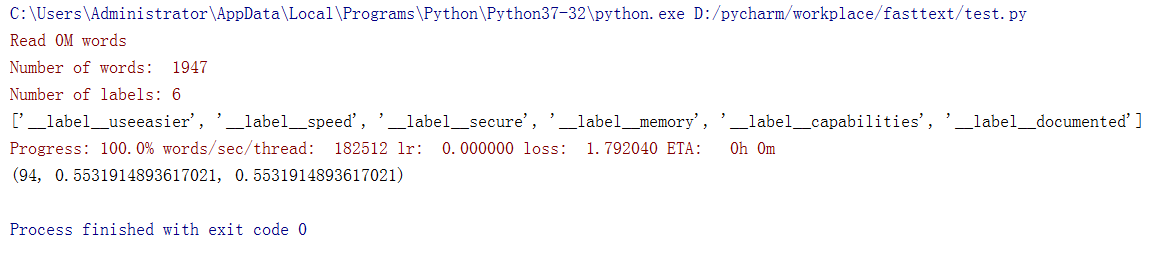 C:\Users\Administrator\AppData\Local\Programs\Python\Python37-32\python.exe D:/pycharm/workplace/fasttext/test.py
Read 0M words
Number of words:  1947
Number of labels: 6
['__label__useeasier', '__label__speed', '__label__secure', '__label__memory', '__label__capabilities', '__label__documented']
Progress: 100.0% words/sec/thread:  182512 lr:  0.000000 loss:  1.792040 ETA:   0h 0m
(94, 0.5531914893617021, 0.5531914893617021)
Process finished with exit code 0